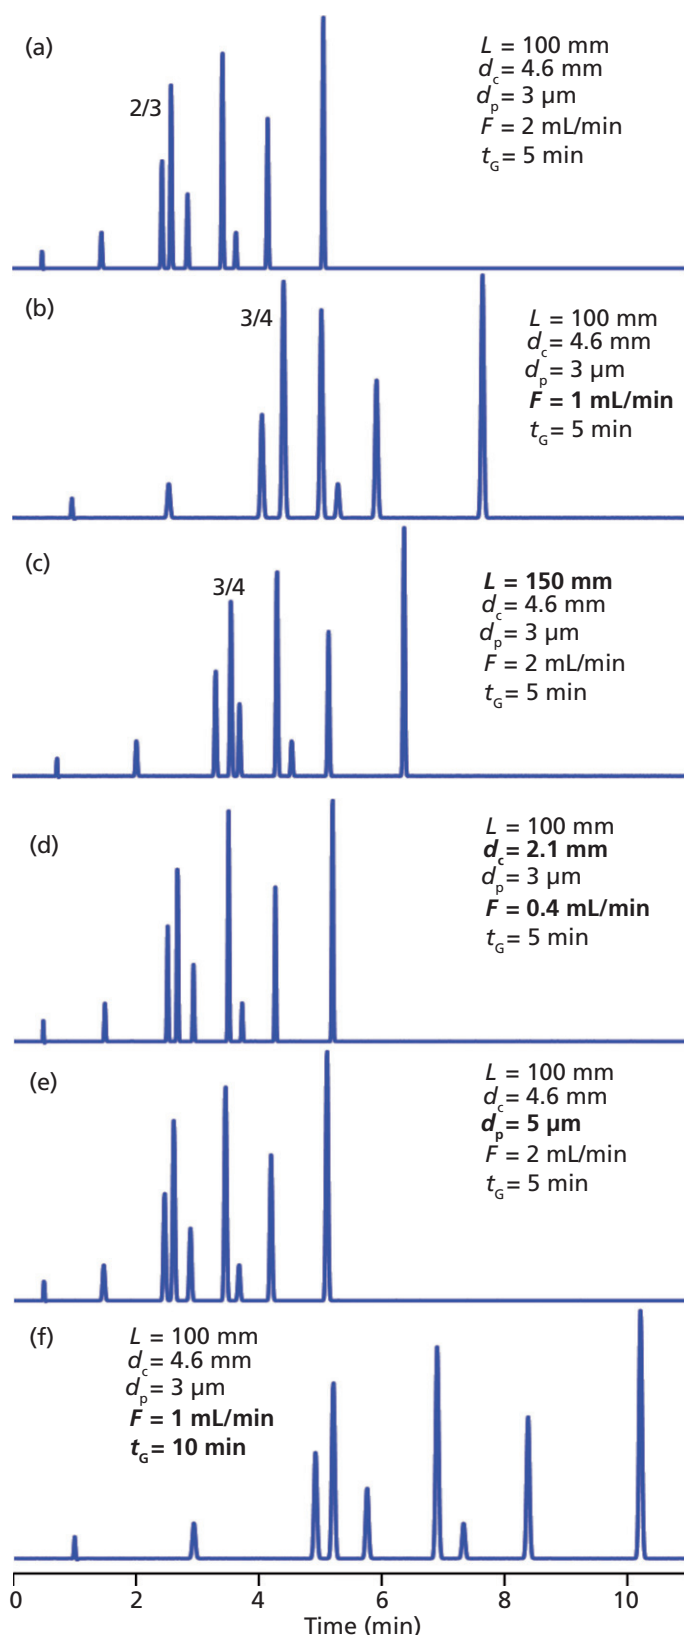 (a)
L = 100 mm
dc = 4.6 mm
dp = 3 µm
F = 2 mL/min
tG = 5 min
2/3
(b)
L = 100 mm
dc = 4.6 mm
dp = 3 µm
F = 1 mL/min
tG = 5 min
3/4
(c)
L = 150 mm
dc = 4.6 mm
dp = 3 µm
F = 2 mL/min
tG = 5 min
3/4
(d)
L = 100 mm
dc = 2.1 mm
dp = 3 µm
F = 0.4 mL/min
tG = 5 min
(e)
L = 100 mm
dc = 4.6 mm
dp = 5 µm
F = 2 mL/min
tG = 5 min
(f)
L = 100 mm
dc = 4.6 mm
dp = 3 µm
F = 1 mL/min
tG = 10 min
0 2 4 6 8 10
Time (min)